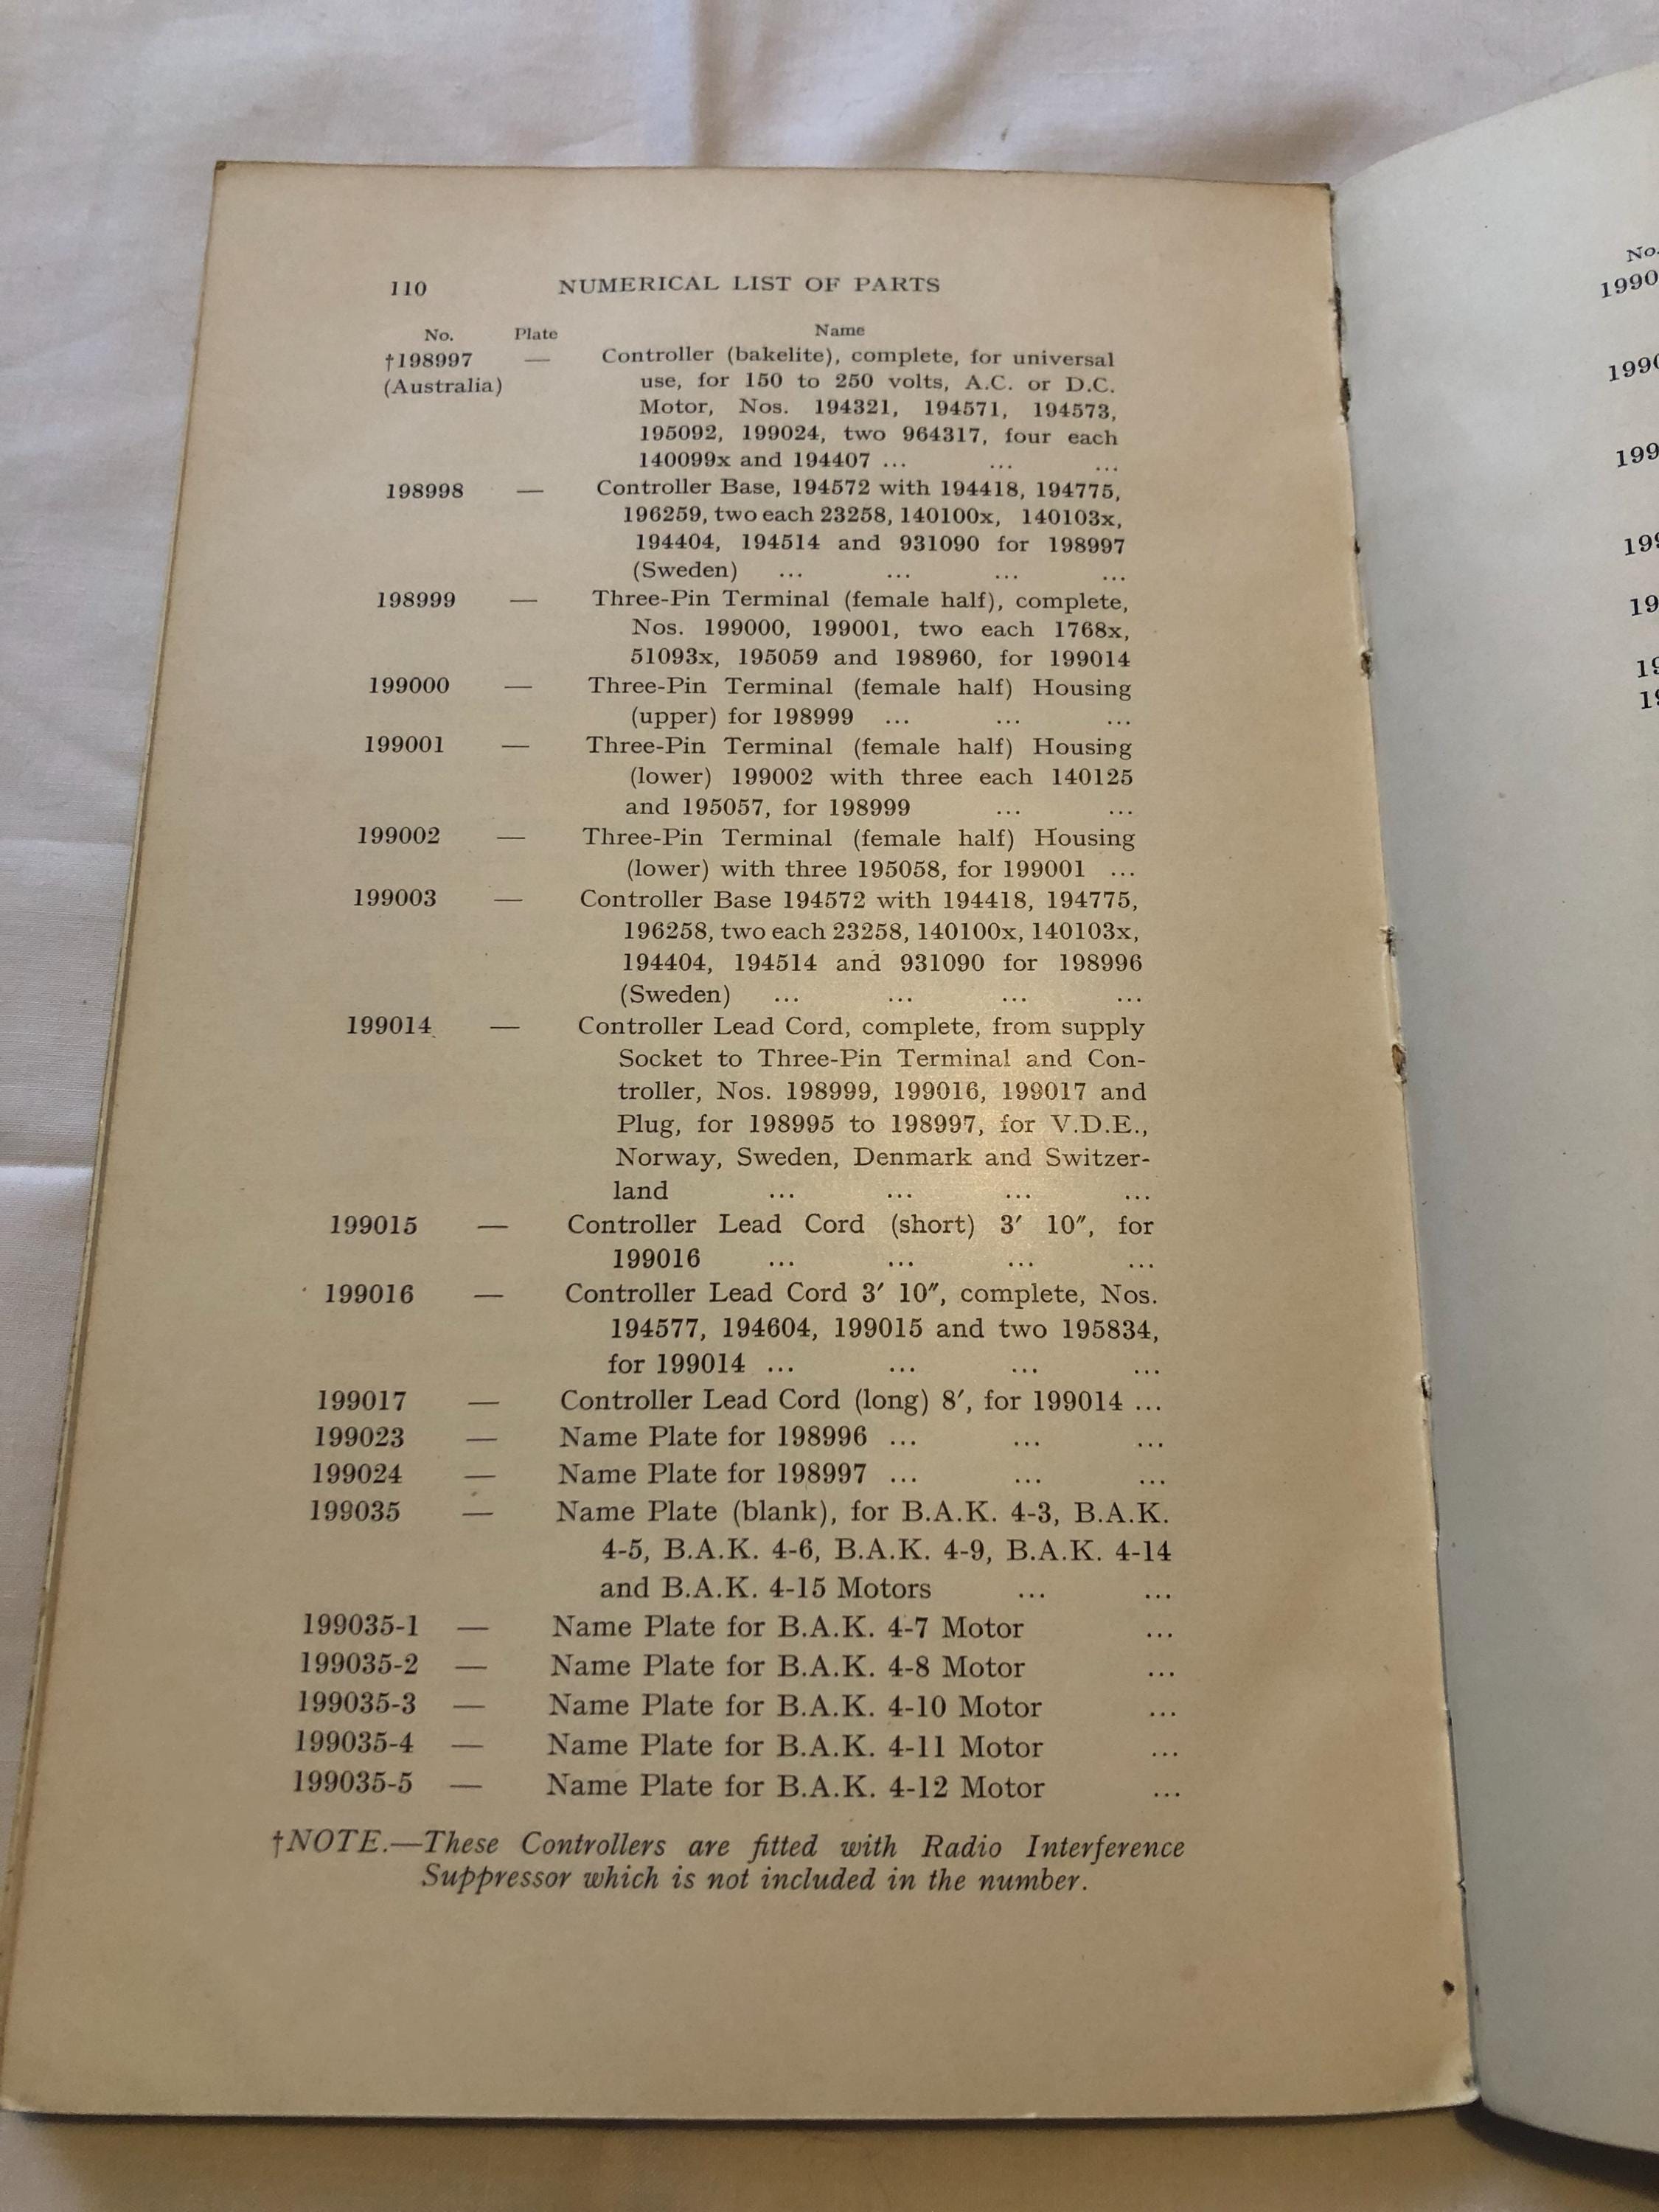 110 NUMERICAL LIST OF PARTS
No. Plate Name
†198997 — Controller (bakelite), complete, for universal
(Australia) use, for 150 to 250 volts, A.C. or D.C.
Motor, Nos. 194321, 194571, 194573,
195092, 199024, two 964317, four each
140099x and 194407 ... ... ...
198998 — Controller Base, 194572 with 194418, 194775,
196259, two each 23258, 140100x, 140103x,
194404, 194514 and 931090 for 198997
(Sweden) ... ... ... ...
198999 — Three-Pin Terminal (female half), complete,
Nos. 199000, 199001, two each 1768x,
51093x, 195059 and 198960, for 199014
199000 — Three-Pin Terminal (female half) Housing
(upper) for 198999 ... ... ...
199001 — Three-Pin Terminal (female half) Housing
(lower) 199002 with three each 140125
and 195057, for 198999 ... ...
199002 — Three-Pin Terminal (female half) Housing
(lower) with three 195058, for 199001 ...
199003 — Controller Base 194572 with 194418, 194775,
196258, two each 23258, 140100x, 140103x,
194404, 194514 and 931090 for 198996
(Sweden) ... ... ... ...
199014 — Controller Lead Cord, complete, from supply
Socket to Three-Pin Terminal and Con-
troller, Nos. 198999, 199016, 199017 and
Plug, for 198995 to 198997, for V.D.E.,
Norway, Sweden, Denmark and Switzer-
land ... ... ... ...
199015 — Controller Lead Cord (short) 3′ 10″, for
199016 ... ... ... ...
199016 — Controller Lead Cord 3′ 10″, complete, Nos.
194577, 194604, 199015 and two 195834,
for 199014 ... ... ... ...
199017 — Controller Lead Cord (long) 8′, for 199014 ...
199023 — Name Plate for 198996 ... ... ...
199024 — Name Plate for 198997 ... ... ...
199035 — Name Plate (blank), for B.A.K. 4-3, B.A.K.
4-5, B.A.K. 4-6, B.A.K. 4-9, B.A.K. 4-14
and B.A.K. 4-15 Motors ... ...
199035-1 — Name Plate for B.A.K. 4-7 Motor ...
199035-2 — Name Plate for B.A.K. 4-8 Motor ...
199035-3 — Name Plate for B.A.K. 4-10 Motor ...
199035-4 — Name Plate for B.A.K. 4-11 Motor ...
199035-5 — Name Plate for B.A.K. 4-12 Motor ...
†NOTE.—These Controllers are fitted with Radio Interference
Suppressor which is not included in the number.
No.